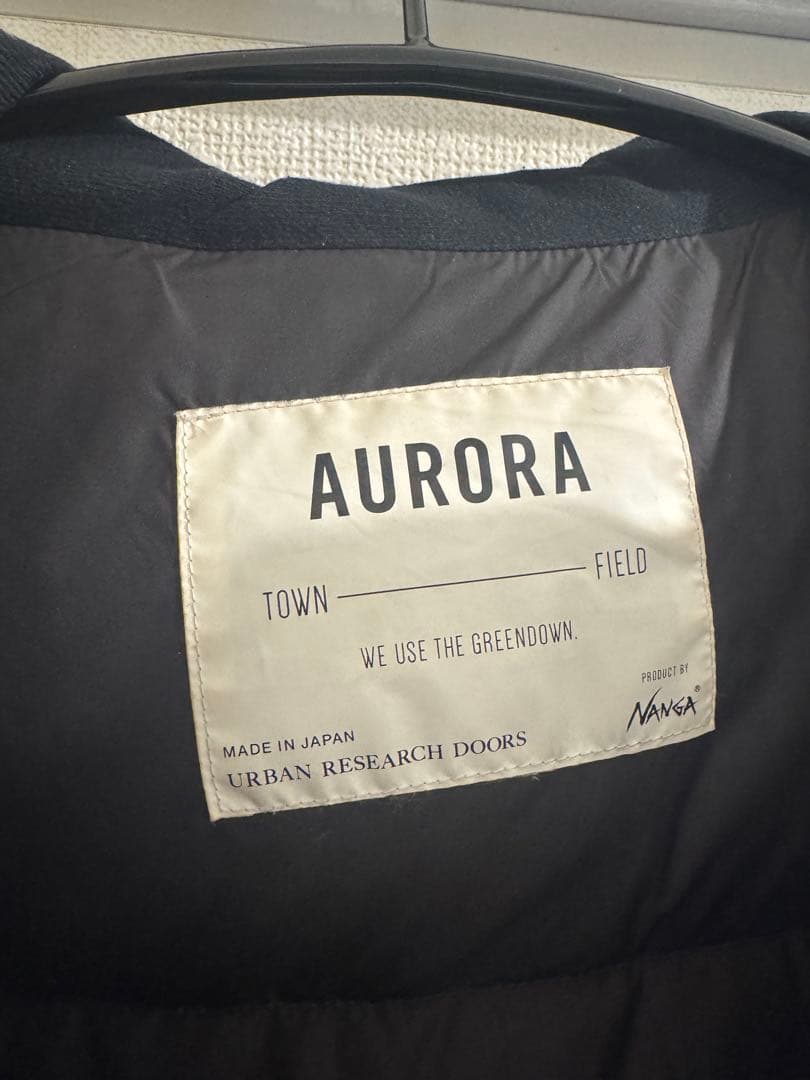 AURORA
TOWN FIELD
WE USE THE GREENDOWN.
PRODUCT BY
NANGA®
MADE IN JAPAN
URBAN RESEARCH DOORS